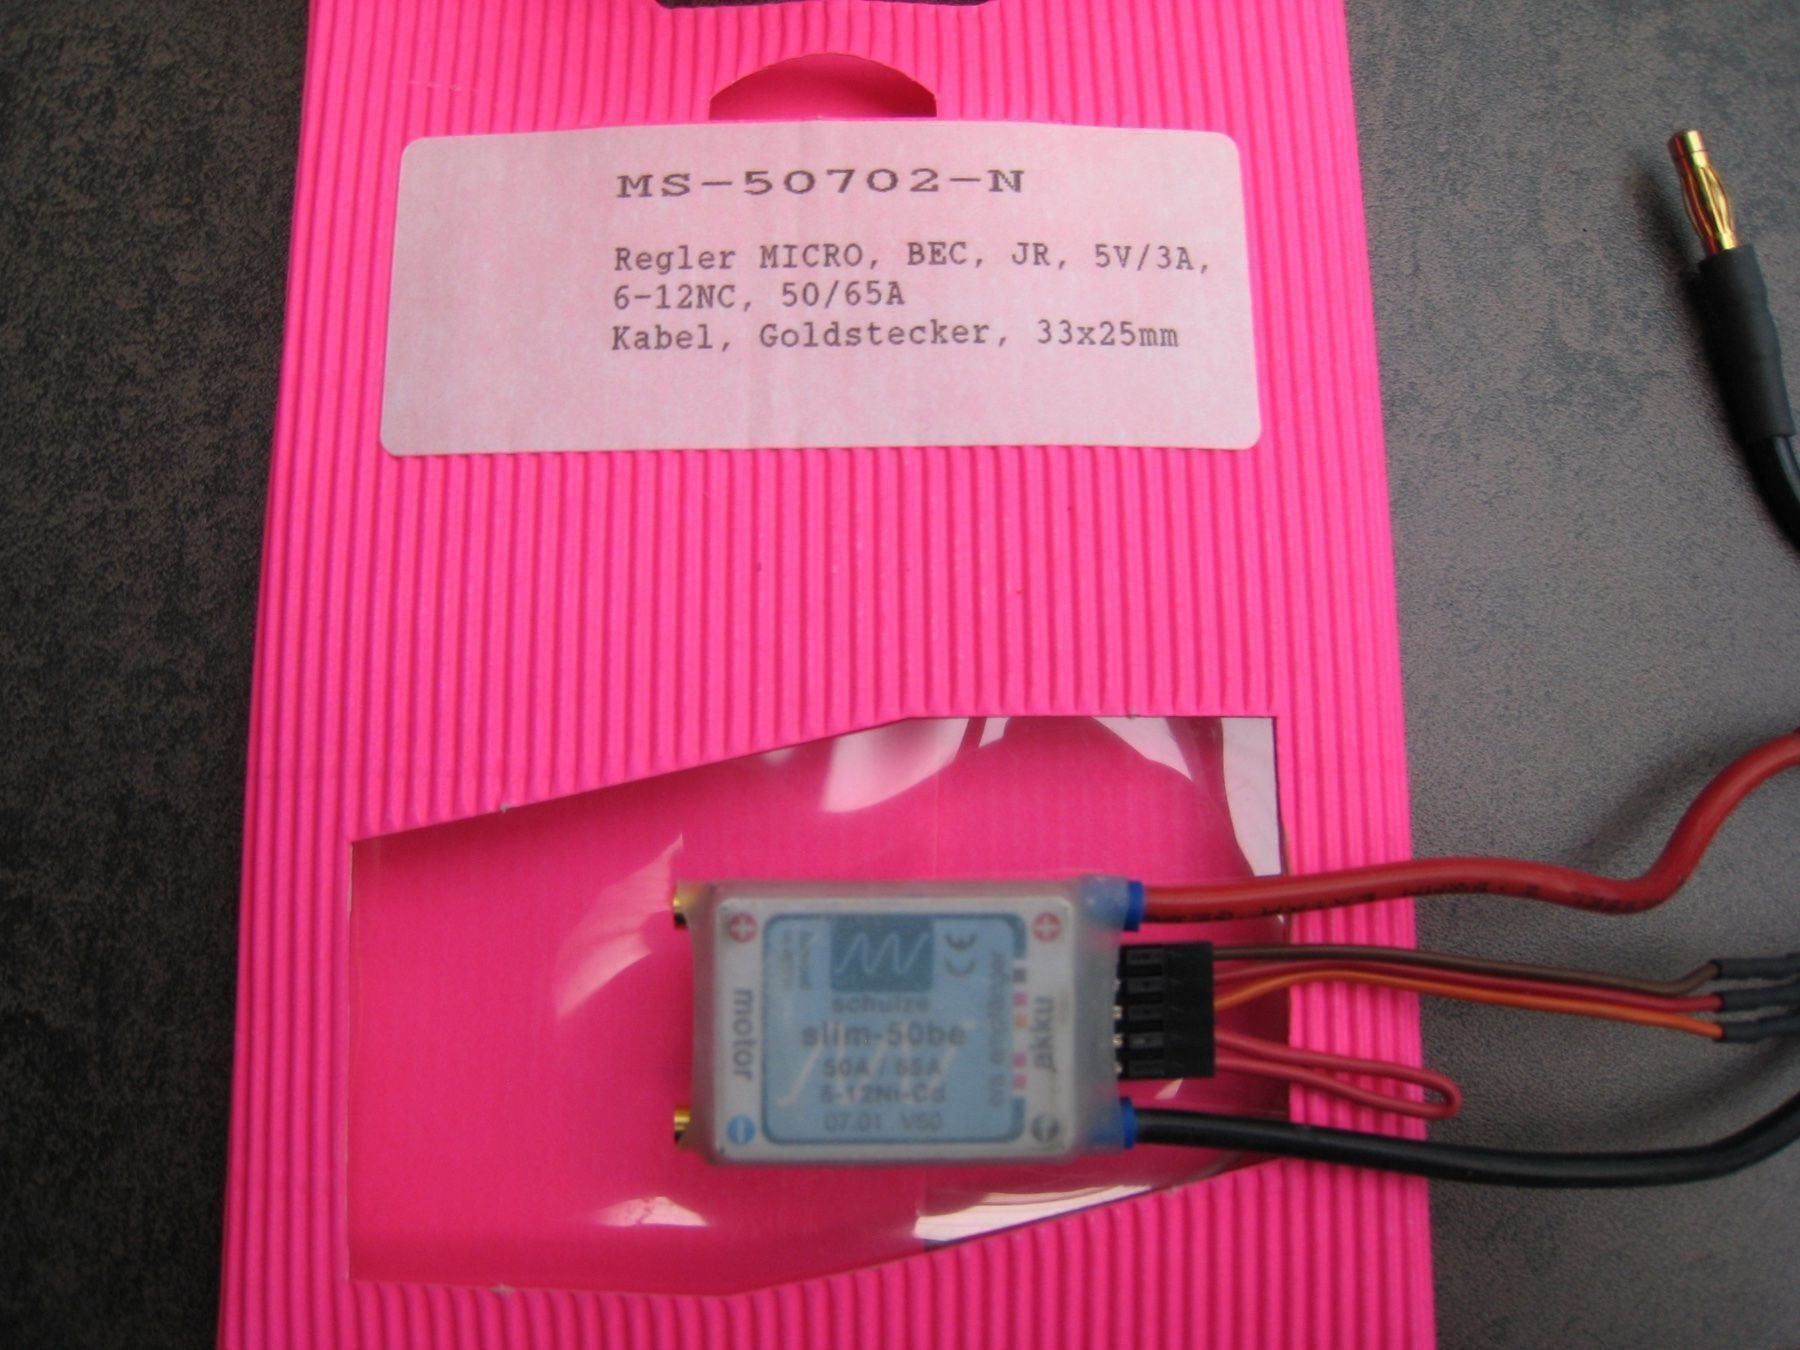 MS-50702-N
Regler MICRO, BEC, JR, 5V/3A,
6-12NC, 50/65A
Kabel, Goldstecker, 33x25mm
schulze
slim-50be
50A / 65A
6-12Ni-Cd
07.01 V50
motor
akku
empfänger